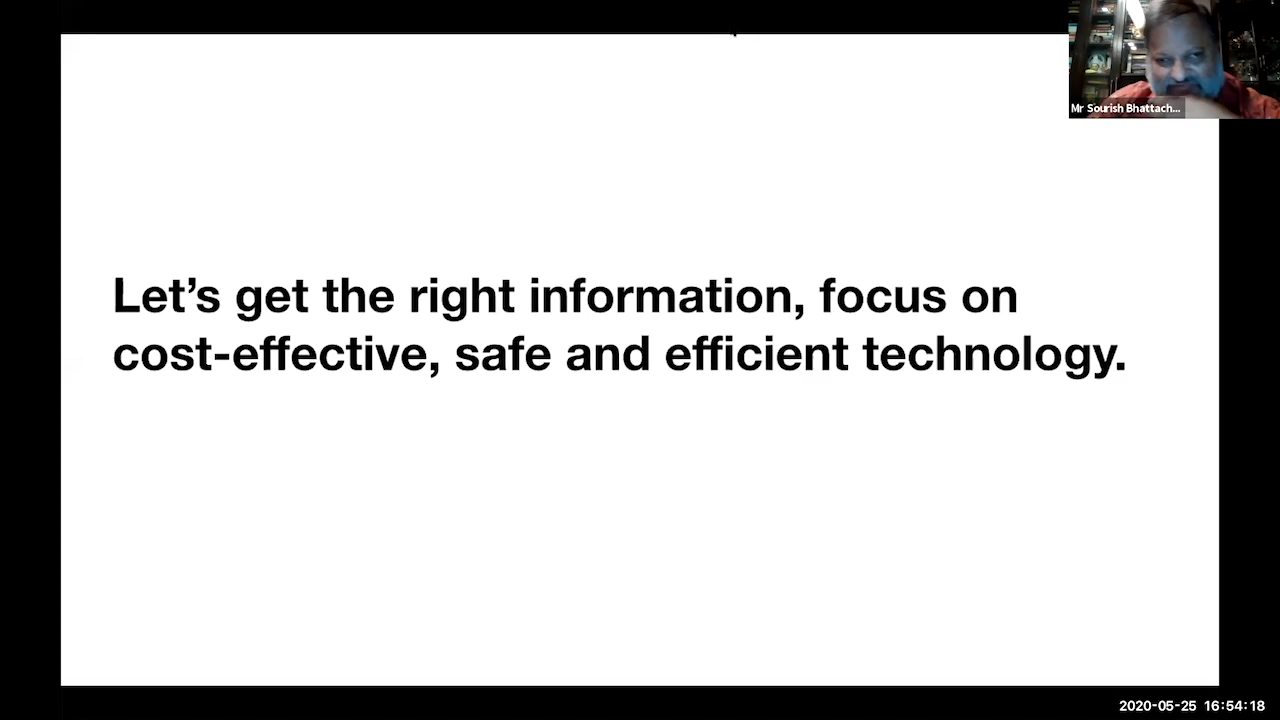 Mr Sourish Bhattach...
Let’s get the right information, focus on
cost-effective, safe and efficient technology.
2020-05-25 16:54:18